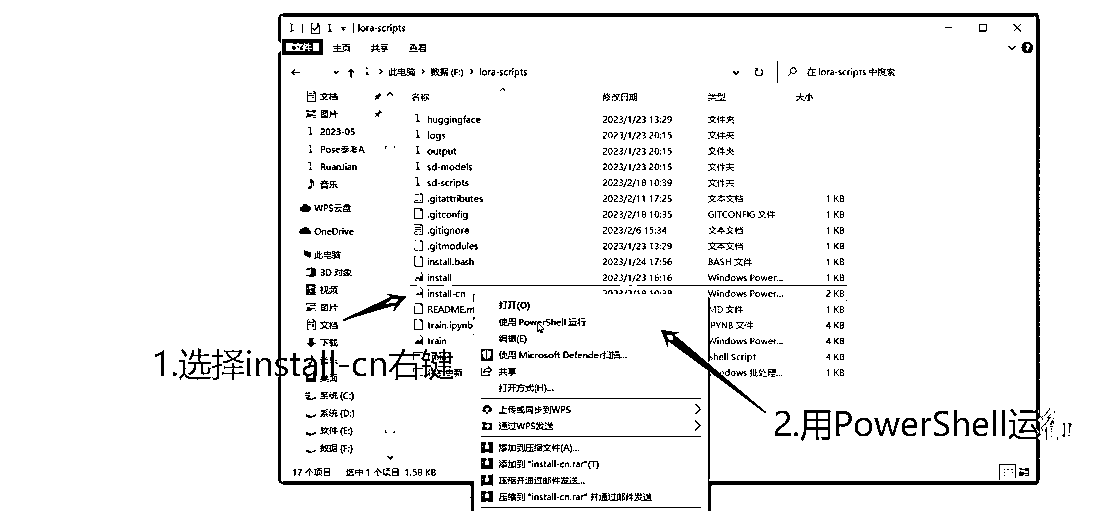 lora-scripts
文件 主页 共享 查看
此电脑 > 数据 (F:) > lora-scripts
在 lora-scripts 中搜索
名称 修改日期 类型 大小
文档
图片
2023-05
Pose参考A
RuanJian
音乐
WPS云盘
OneDrive
此电脑
3D 对象
视频
图片
文档
下载
系统 (C:)
系统 (D:)
软件 (E:)
数据 (F:)
huggingface 2023/1/23 13:29 文件夹
logs 2023/1/23 20:15 文件夹
output 2023/1/23 20:15 文件夹
sd-models 2023/1/23 20:15 文件夹
sd-scripts 2023/2/18 10:39 文件夹
.gitattributes 2023/2/11 17:25 文本文档 1 KB
.gitconfig 2023/2/18 10:35 GITCONFIG 文件 1 KB
.gitignore 2023/2/6 15:34 文本文档 1 KB
.gitmodules 2023/1/23 13:29 文本文档 1 KB
install.bash 2023/1/24 17:56 BASH 文件 1 KB
install 2023/1/23 16:16 Windows Power... 1 KB
install-cn 2023/2/18 10:39 Windows Power... 2 KB
README.m MD 文件 1 KB
train.ipynb IPYNB 文件 4 KB
train Windows Power... 4 KB
Shell Script 4 KB
Windows 批处理... 1 KB
打开(O)
使用 PowerShell 运行
编辑(E)
使用 Microsoft Defender扫描...
共享
打开方式(H)...
上传或同步到WPS
通过WPS发送
添加到压缩文件(A)...
添加到 "install-cn.rar"(T)
压缩并通过邮件发送...
压缩到 "install-cn.rar" 并通过邮件发送
17 个项目 选中 1 个项目 1.58 KB
1.选择install-cn右键
2.用PowerShell运行